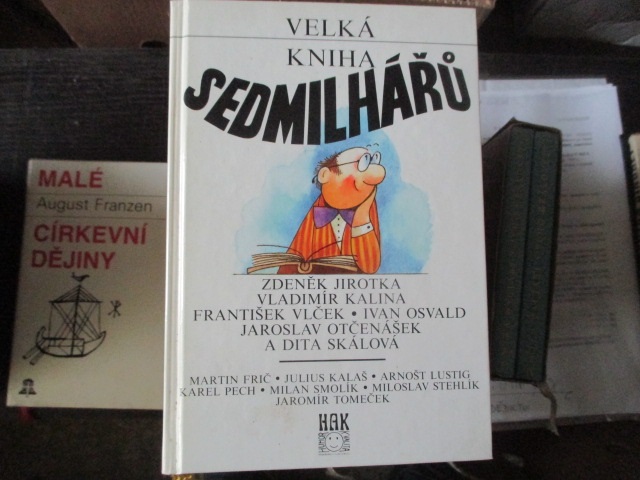 VELKÁ
KNIHA
SEDMILHÁŘŮ
ZDENĚK JIROTKA
VLADIMÍR KALINA
FRANTIŠEK VLČEK • IVAN OSVALD
JAROSLAV OTČENÁŠEK
A DITA SKÁLOVÁ
MARTIN FRIČ • JULIUS KALAŠ • ARNOŠT LUSTIG
KAREL PECH • MILAN SMOLÍK • MILOSLAV STEHLÍK
JAROMÍR TOMEČEK
HAK
MALÉ
August Franzen
CÍRKEVNÍ
DĚJINY